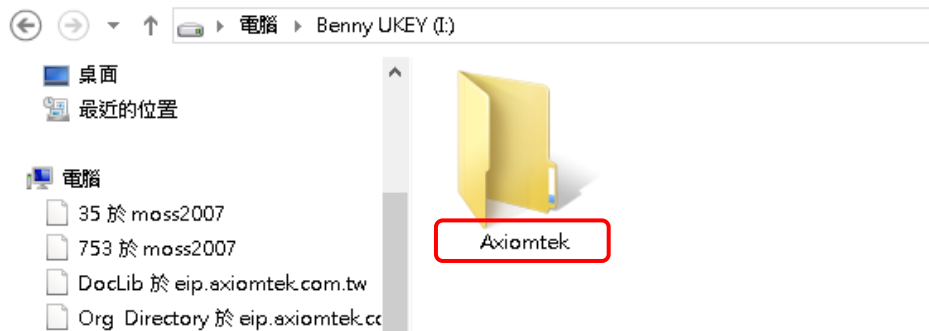 電腦 Benny UKEY (I:)
桌面
最近的位置
電腦
35 於 moss2007
753 於 moss2007
DocLib 於 eip.axiomtek.com.tw
Org Directory 於 eip.axiomtek.cc
Axiomtek